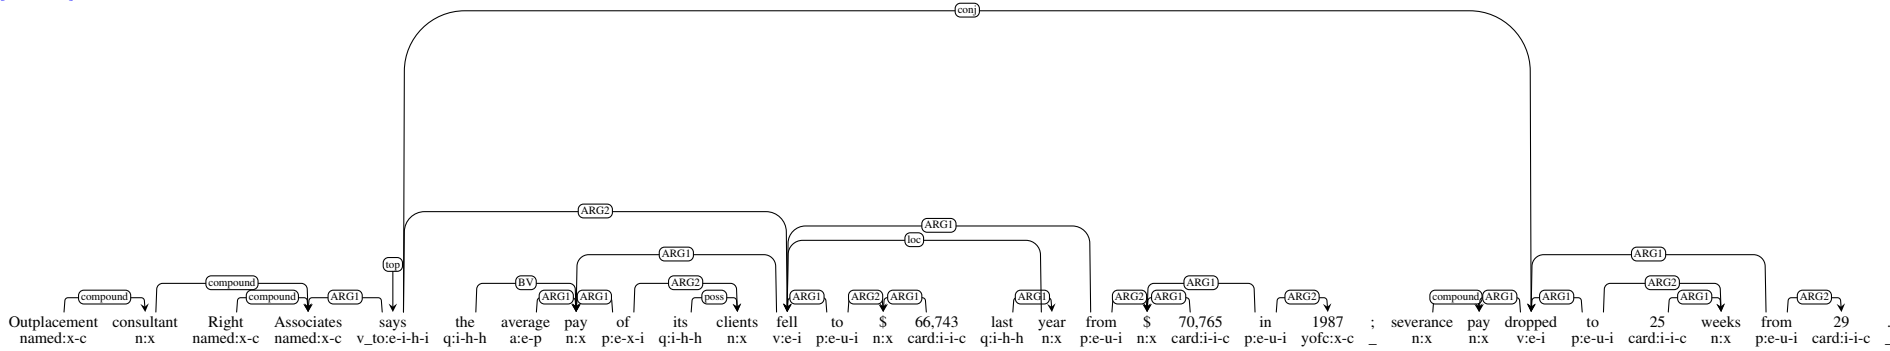 conj
ARG2
ARG1
loc
ARG1 ARG1
top
compound BV ARG2 ARG1 ARG2
compound compound ARG1 ARG1 ARG1 poss ARG1 ARG2 ARG1 ARG1 ARG2 ARG1 ARG2 compound ARG1 ARG1 ARG1 ARG2
Outplacement consultant Right Associates says the average pay of its clients fell to $ 66,743 last year from $ 70,765 in 1987 ; severance pay dropped to 25 weeks from 29 .
named:x-c n:x named:x-c named:x-c v_to:e-i-h-i q:i-h-h a:e-p n:x p:e-x-i q:i-h-h n:x v:e-i p:e-u-i n:x card:i-i-c q:i-h-h n:x p:e-u-i n:x card:i-i-c p:e-u-i yofc:x-c _ n:x n:x v:e-i p:e-u-i card:i-i-c n:x p:e-u-i card:i-i-c _